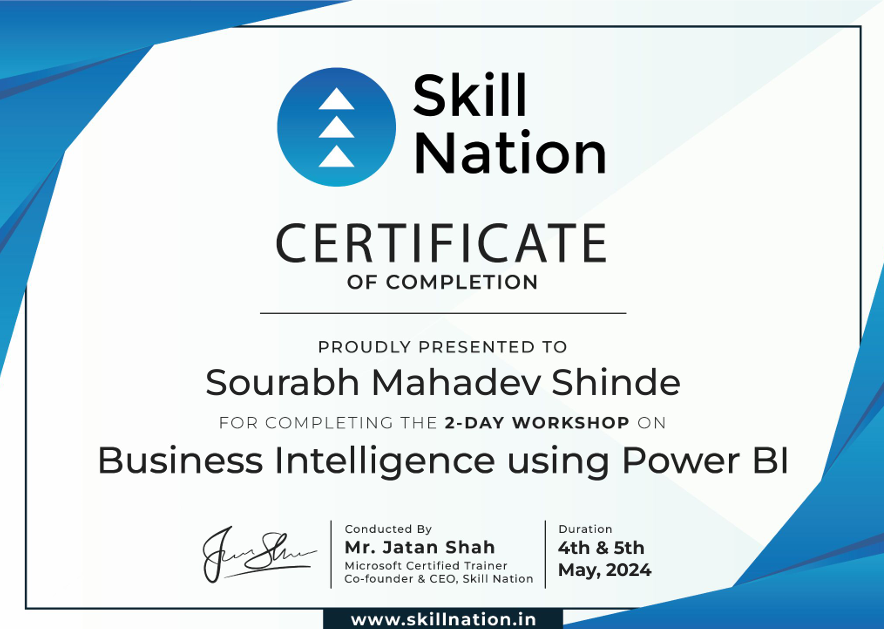 Skill
Nation
CERTIFICATE
OF COMPLETION
PROUDLY PRESENTED TO
Sourabh Mahadev Shinde
FOR COMPLETING THE 2-DAY WORKSHOP ON
Business Intelligence using Power BI
Conducted By
Mr. Jatan Shah
Microsoft Certified Trainer
Co-founder & CEO, Skill Nation
Duration
4th & 5th
May, 2024
www.skillnation.in